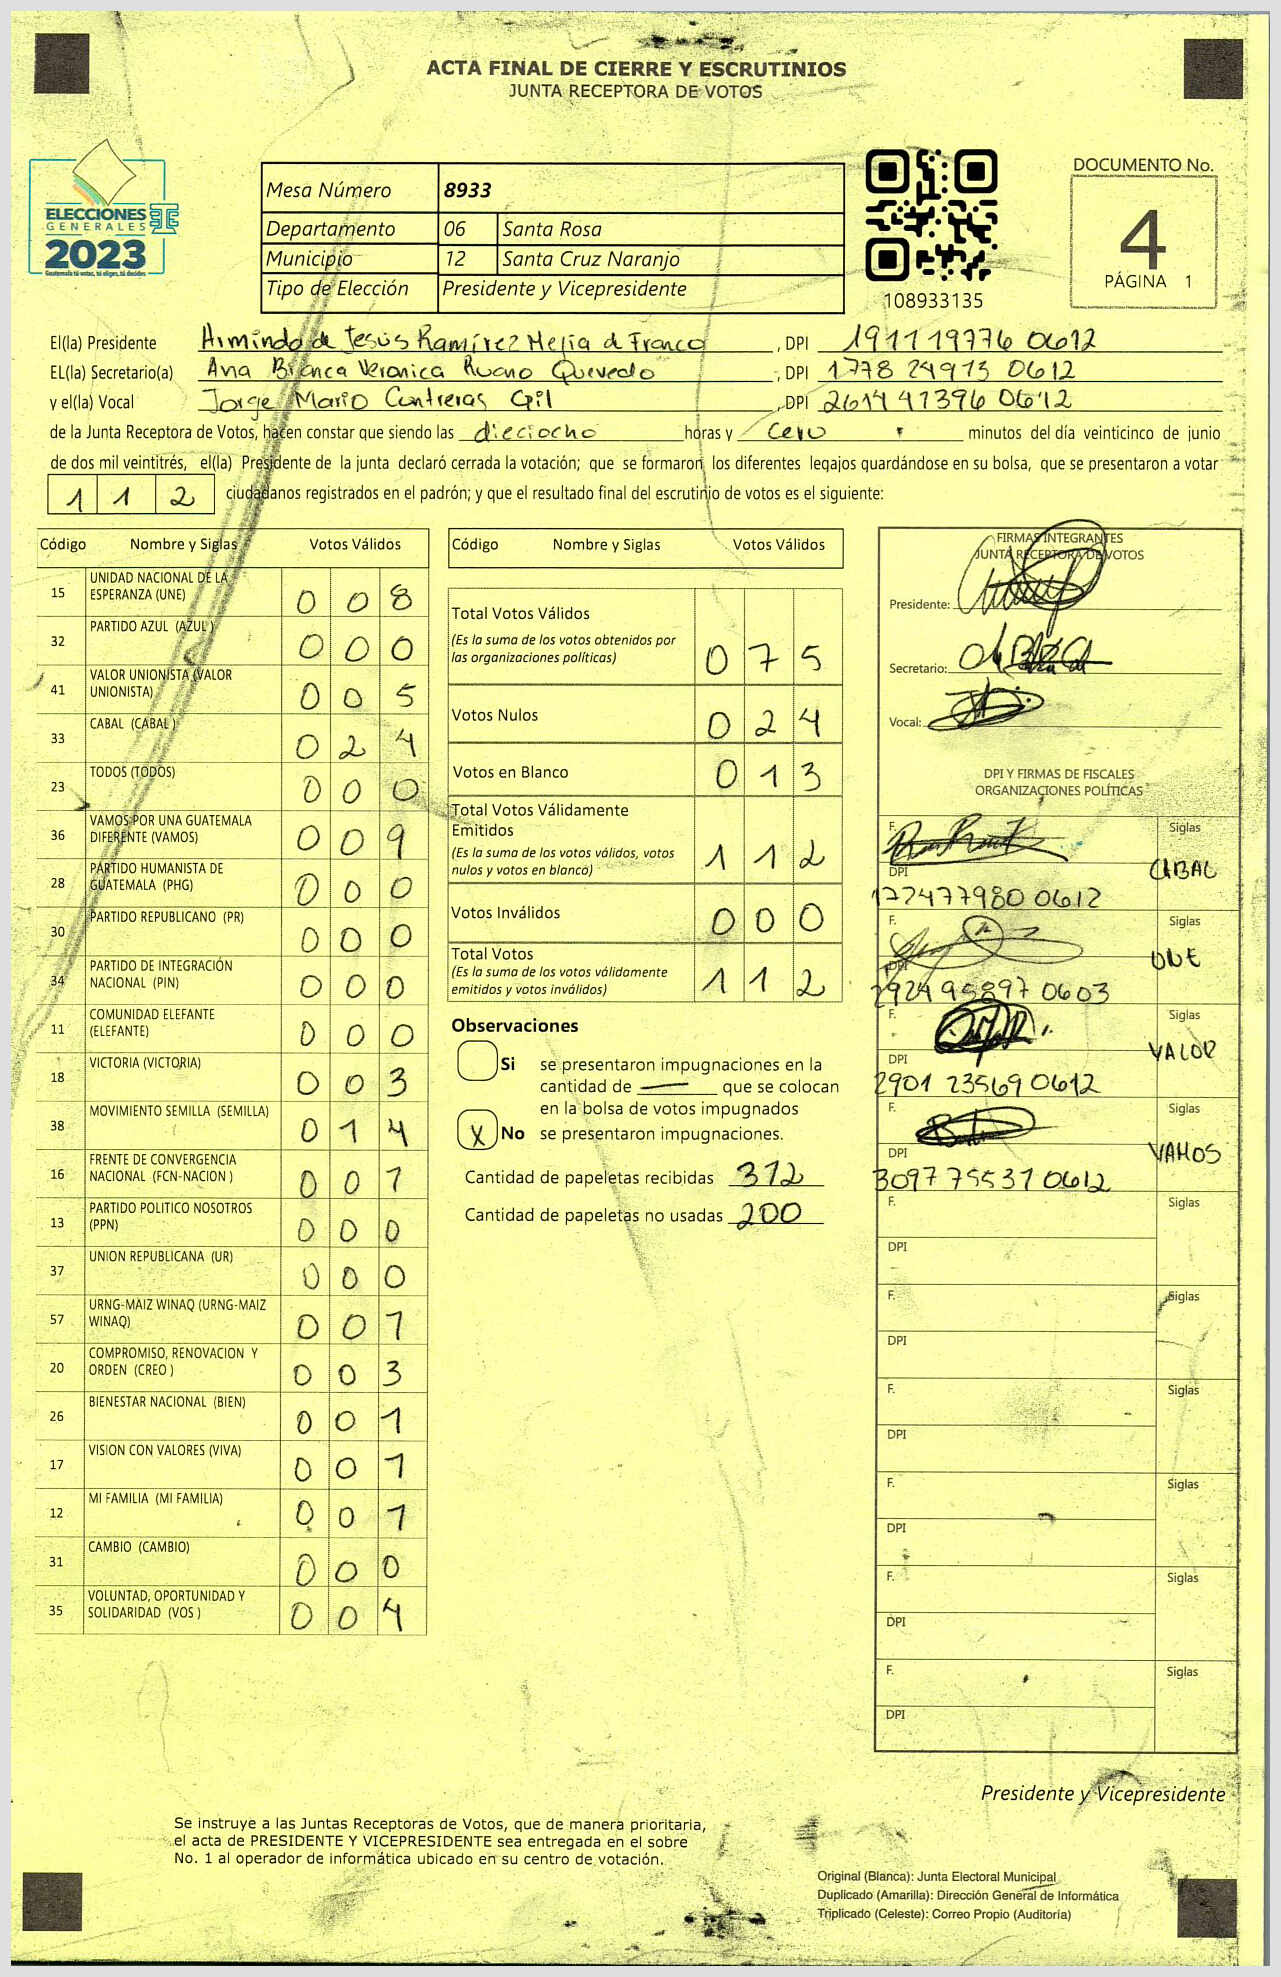 ACTA FINAL DE CIERRE Y ESCRUTINIOS
JUNTA RECEPTORA DE VOTOS
ELECCIONES
GENERALES
2023
Guatemala tú votas, tú eliges, tú decides
Mesa Número 8933
Departamento 06 Santa Rosa
Municipio 12 Santa Cruz Naranjo
Tipo de Elección Presidente y Vicepresidente
108933135
DOCUMENTO No.
4
PÁGINA 1
El(la) Presidente Armindo de Jesús Ramírez Mejia d Franco, DPI 191119776 0612
EL(la) Secretario(a) Ana Bianca Veronica Ruano Quevedo, DPI 1778 24913 0612
y el(la) Vocal Jorge Mario Contreras Gil, DPI 261441396 0612
de la Junta Receptora de Votos, hacen constar que siendo las dieciocho horas y cero minutos del día veinticinco de junio
de dos mil veintitrés, el(la) Presidente de la junta declaró cerrada la votación; que se formaron los diferentes legajos guardándose en su bolsa, que se presentaron a votar
1 1 2 ciudadanos registrados en el padrón; y que el resultado final del escrutinio de votos es el siguiente:
Código Nombre y Siglas Votos Válidos
15 UNIDAD NACIONAL DE LA ESPERANZA (UNE) 0 0 8
32 PARTIDO AZUL (AZUL ) 0 0 0
41 VALOR UNIONISTA (VALOR UNIONISTA) 0 0 5
33 CABAL (CABAL ) 0 2 4
23 TODOS (TODOS) 0 0 0
36 VAMOS POR UNA GUATEMALA DIFERENTE (VAMOS) 0 0 9
28 PARTIDO HUMANISTA DE GUATEMALA (PHG) 0 0 0
30 PARTIDO REPUBLICANO (PR) 0 0 0
34 PARTIDO DE INTEGRACIÓN NACIONAL (PIN) 0 0 0
11 COMUNIDAD ELEFANTE (ELEFANTE) 0 0 0
18 VICTORIA (VICTORIA) 0 0 3
38 MOVIMIENTO SEMILLA (SEMILLA) 0 1 4
16 FRENTE DE CONVERGENCIA NACIONAL (FCN-NACION ) 0 0 1
13 PARTIDO POLITICO NOSOTROS (PPN) 0 0 0
37 UNION REPUBLICANA (UR) 0 0 0
57 URNG-MAIZ WINAQ (URNG-MAIZ WINAQ) 0 0 1
20 COMPROMISO, RENOVACION Y ORDEN (CREO ) 0 0 3
26 BIENESTAR NACIONAL (BIEN) 0 0 1
17 VISION CON VALORES (VIVA) 0 0 1
12 MI FAMILIA (MI FAMILIA) 0 0 1
31 CAMBIO (CAMBIO) 0 0 0
35 VOLUNTAD, OPORTUNIDAD Y SOLIDARIDAD (VOS ) 0 0 4
Código Nombre y Siglas Votos Válidos
Total Votos Válidos
(Es la suma de los votos obtenidos por
las organizaciones políticas) 0 7 5
Votos Nulos 0 2 4
Votos en Blanco 0 1 3
Total Votos Válidamente
Emitidos
(Es la suma de los votos válidos, votos
nulos y votos en blanco) 1 1 2
Votos Inválidos 0 0 0
Total Votos
(Es la suma de los votos válidamente
emitidos y votos inválidos) 1 1 2
Observaciones
Si se presentaron impugnaciones en la
cantidad de — que se colocan
en la bolsa de votos impugnados
X No se presentaron impugnaciones.
Cantidad de papeletas recibidas 312
Cantidad de papeletas no usadas 200
FIRMAS INTEGRANTES
JUNTA RECEPTORA DE VOTOS
Presidente:
Secretario:
Vocal:
DPI Y FIRMAS DE FISCALES
ORGANIZACIONES POLÍTICAS
F. Siglas
CABAL
DPI
172477980 0612
F. Siglas
UNE
DPI
292495897 0603
F. Siglas
VALOR
DPI
2901 23569 0612
F. Siglas
VAMOS
DPI
3097 75537 0612
F. Siglas
DPI
F. Siglas
DPI
F. Siglas
DPI
F. Siglas
DPI
F. Siglas
DPI
F. Siglas
DPI
Presidente y Vicepresidente
Se instruye a las Juntas Receptoras de Votos, que de manera prioritaria,
el acta de PRESIDENTE Y VICEPRESIDENTE sea entregada en el sobre
No. 1 al operador de informática ubicado en su centro de votación.
Original (Blanca): Junta Electoral Municipal
Duplicado (Amarilla): Dirección General de Informática
Triplicado (Celeste): Correo Propio (Auditoría)